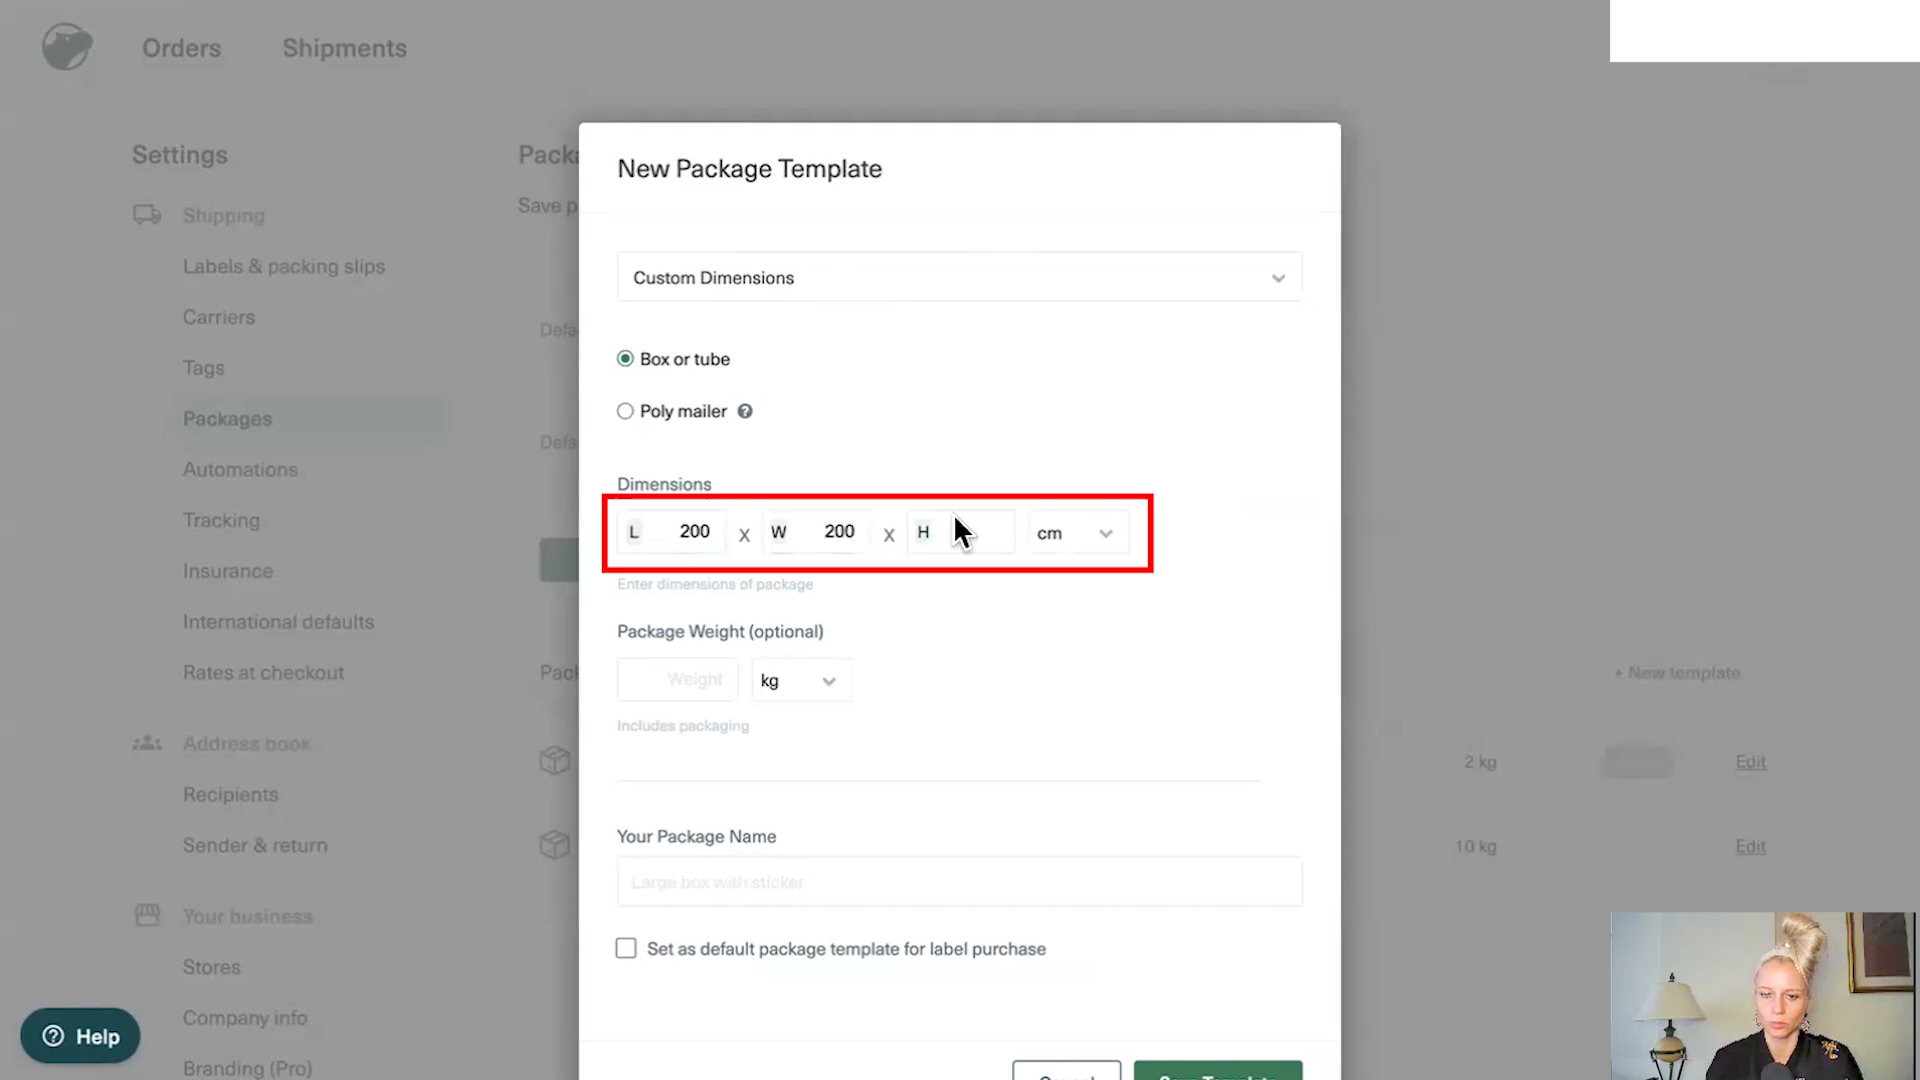 Orders
Shipments
Settings
Shipping
Labels & packing slips
Carriers
Tags
Packages
Automations
Tracking
Insurance
International defaults
Rates at checkout
Address book
Recipients
Sender & return
Your business
Stores
Company info
Branding (Pro)
Help
New Package Template
Custom Dimensions
Box or tube
Poly mailer ?
Dimensions
L 200 x W 200 x H cm
Enter dimensions of package
Package Weight (optional)
Weight kg
Includes packaging
Your Package Name
Large box with sticker
Set as default package template for label purchase
+ New template
2 kg
Edit
10 kg
Edit